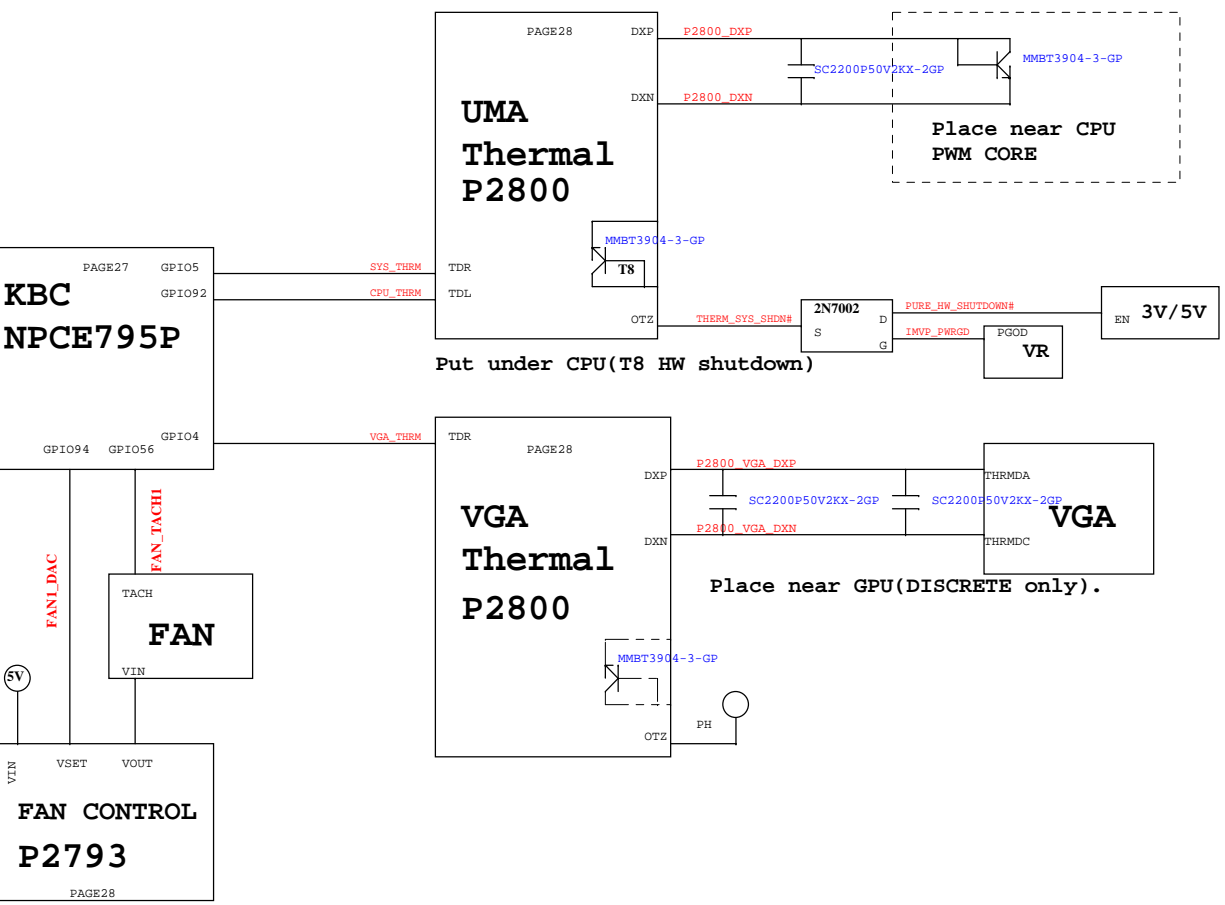 PAGE28
DXP
P2800_DXP
SC2200P50V2KX-2GP
MMBT3904-3-GP
DXN
P2800_DXN
UMA
Thermal
P2800
Place near CPU
PWM CORE
MMBT3904-3-GP
T8
PAGE27
GPIO5
SYS_THRM
TDR
KBC
NPCE795P
GPIO92
CPU_THRM
TDL
OTZ
THERM_SYS_SHDN#
2N7002
S
D
G
PURE_HW_SHUTDOWN#
IMVP_PWRGD
PGOD
VR
EN
3V/5V
Put under CPU(T8 HW shutdown)
GPIO94
GPIO56
GPIO4
VGA_THRM
TDR
PAGE28
DXP
P2800_VGA_DXP
SC2200P50V2KX-2GP
SC2200P50V2KX-2GP
THRMDA
VGA
THRMDC
DXN
P2800_VGA_DXN
VGA
Thermal
P2800
Place near GPU(DISCRETE only).
MMBT3904-3-GP
OTZ
PH
FAN1_DAC
FAN_TACH1
TACH
FAN
VIN
5V
VIN
VSET
VOUT
FAN CONTROL
P2793
PAGE28